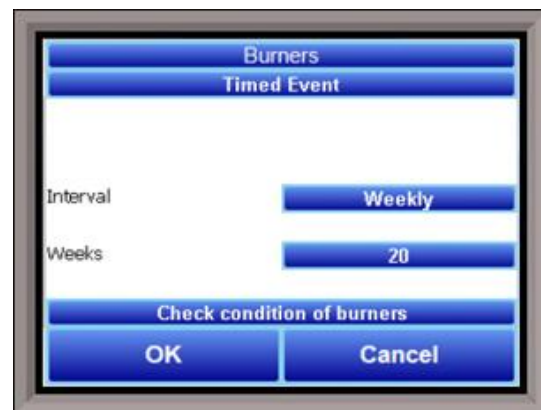 Burners
Timed Event
Interval Weekly
Weeks 20
Check condition of burners
OK Cancel